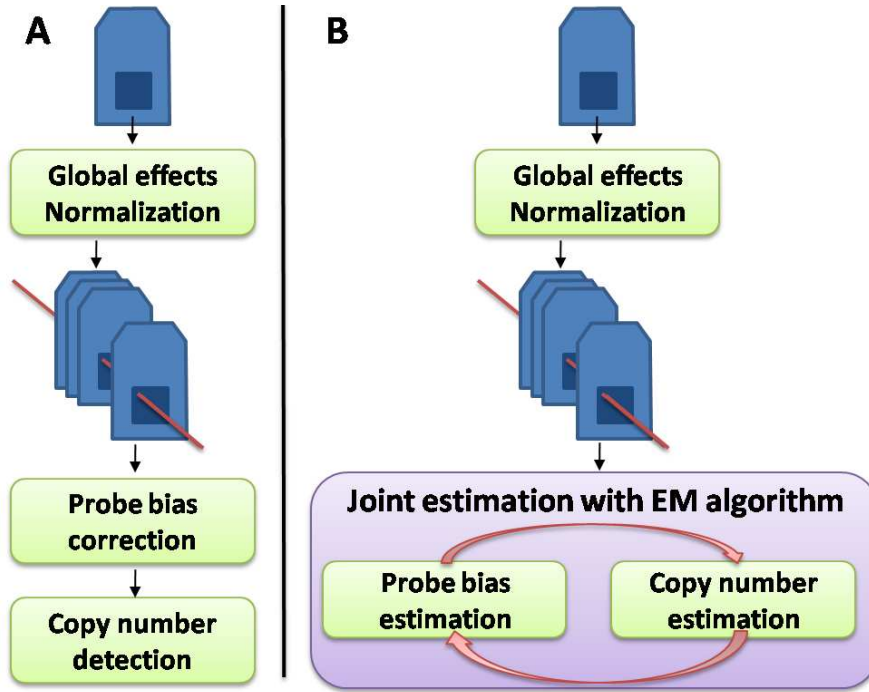 A
Global effects
Normalization
Probe bias
correction
Copy number
detection
B
Global effects
Normalization
Joint estimation with EM algorithm
Probe bias
estimation
Copy number
estimation